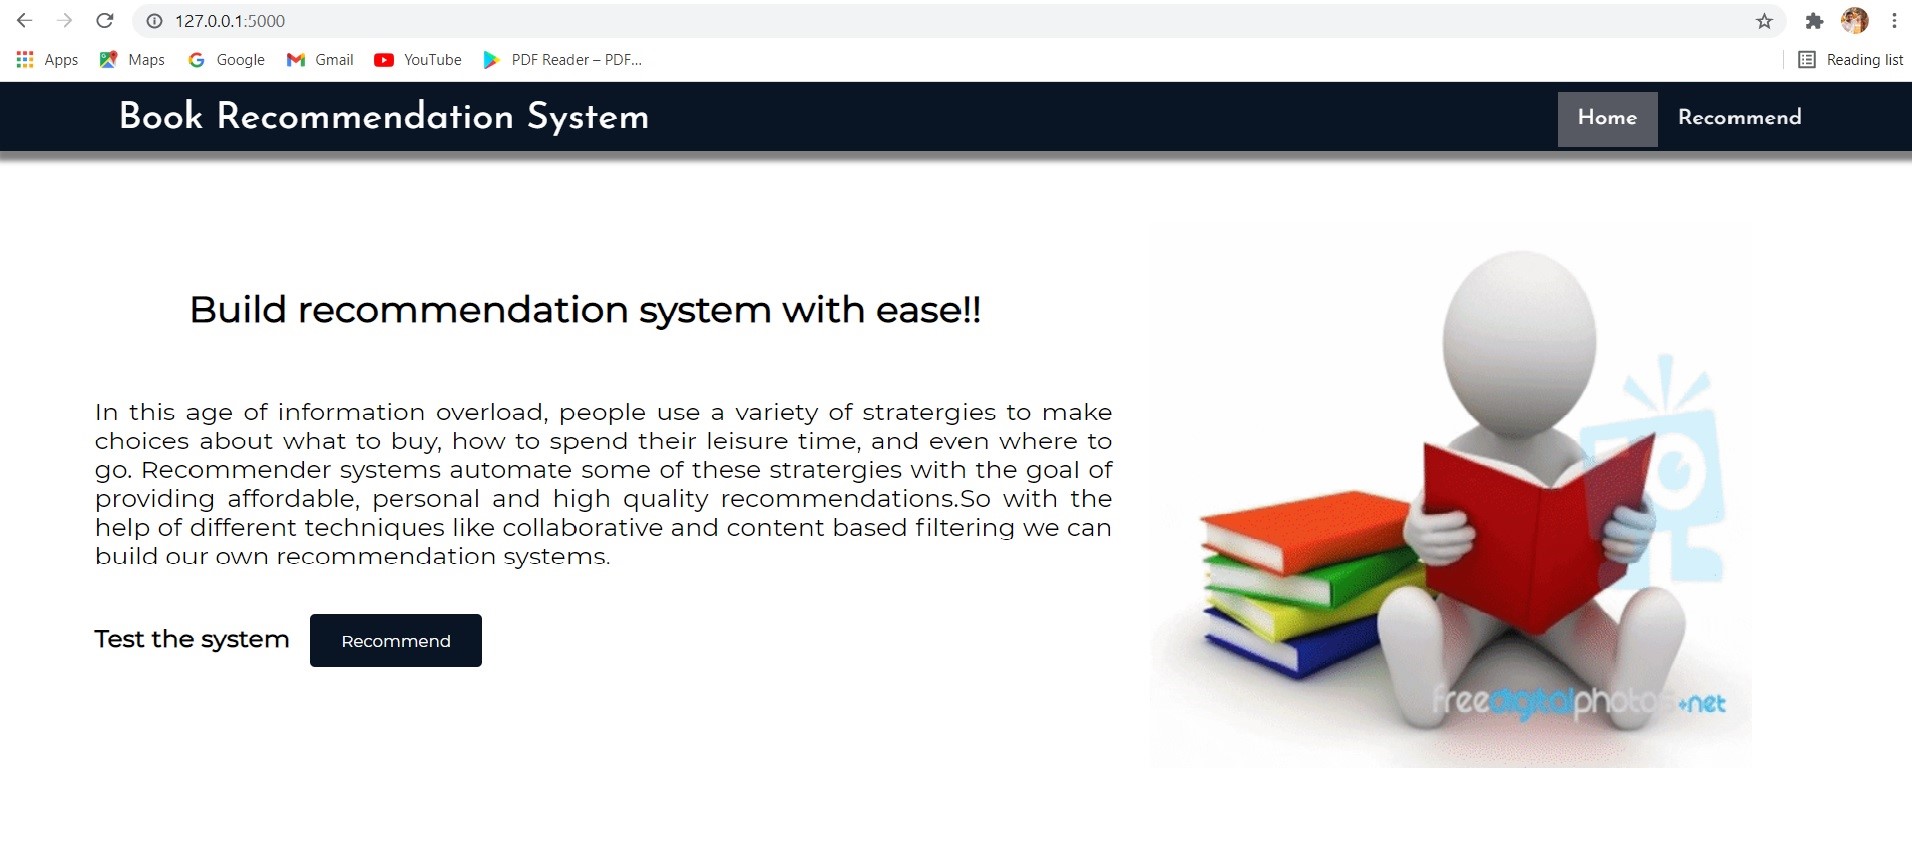 127.0.0.1:5000
Apps Maps Google Gmail YouTube PDF Reader – PDF... Reading list
Book Recommendation System Home Recommend
Build recommendation system with ease!!
In this age of information overload, people use a variety of stratergies to make
choices about what to buy, how to spend their leisure time, and even where to
go. Recommender systems automate some of these stratergies with the goal of
providing affordable, personal and high quality recommendations.So with the
help of different techniques like collaborative and content based filtering we can
build our own recommendation systems.
Test the system Recommend
freedigitalphotos.net